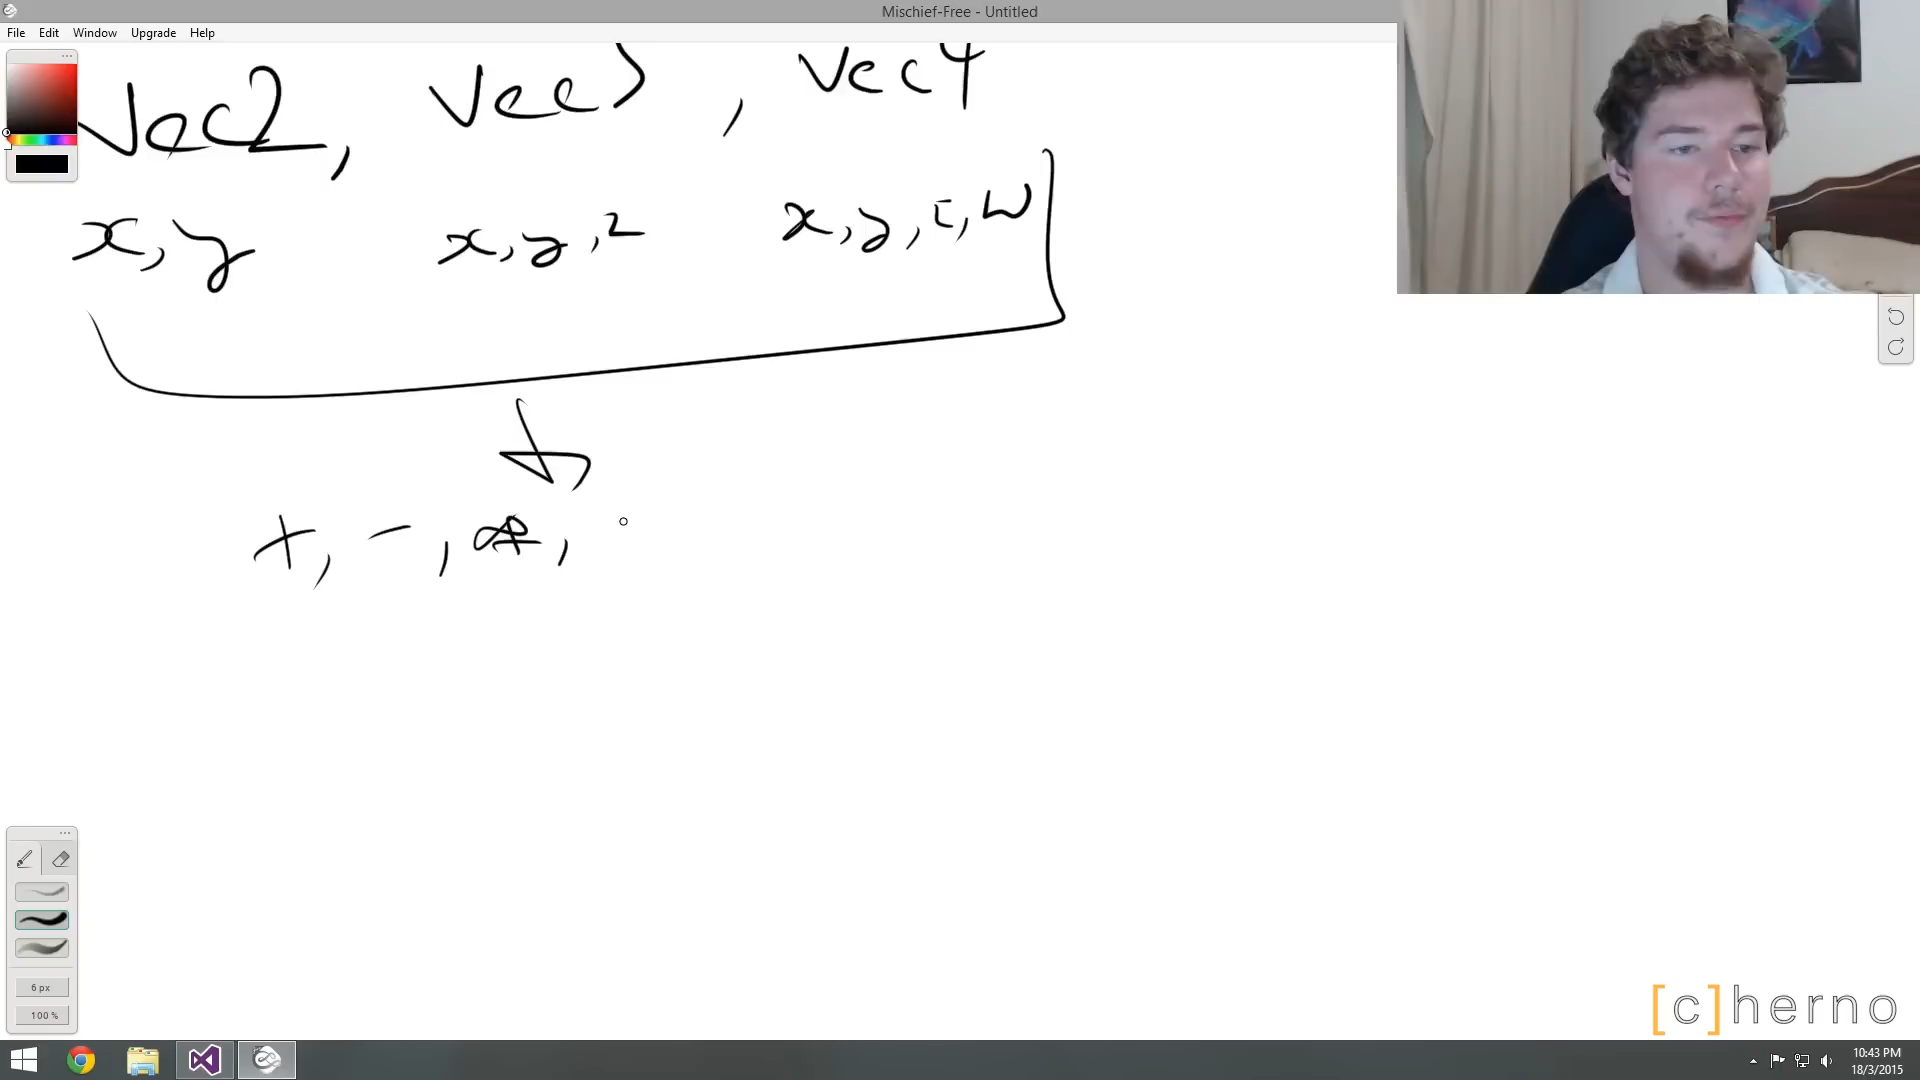 Mischief-Free - Untitled
File Edit Window Upgrade Help
Vec2, Vec3, Vec4
x, y x, y, z x, y, z, w
+, -, *,
6 px
100 %
[c]herno
10:43 PM
18/3/2015